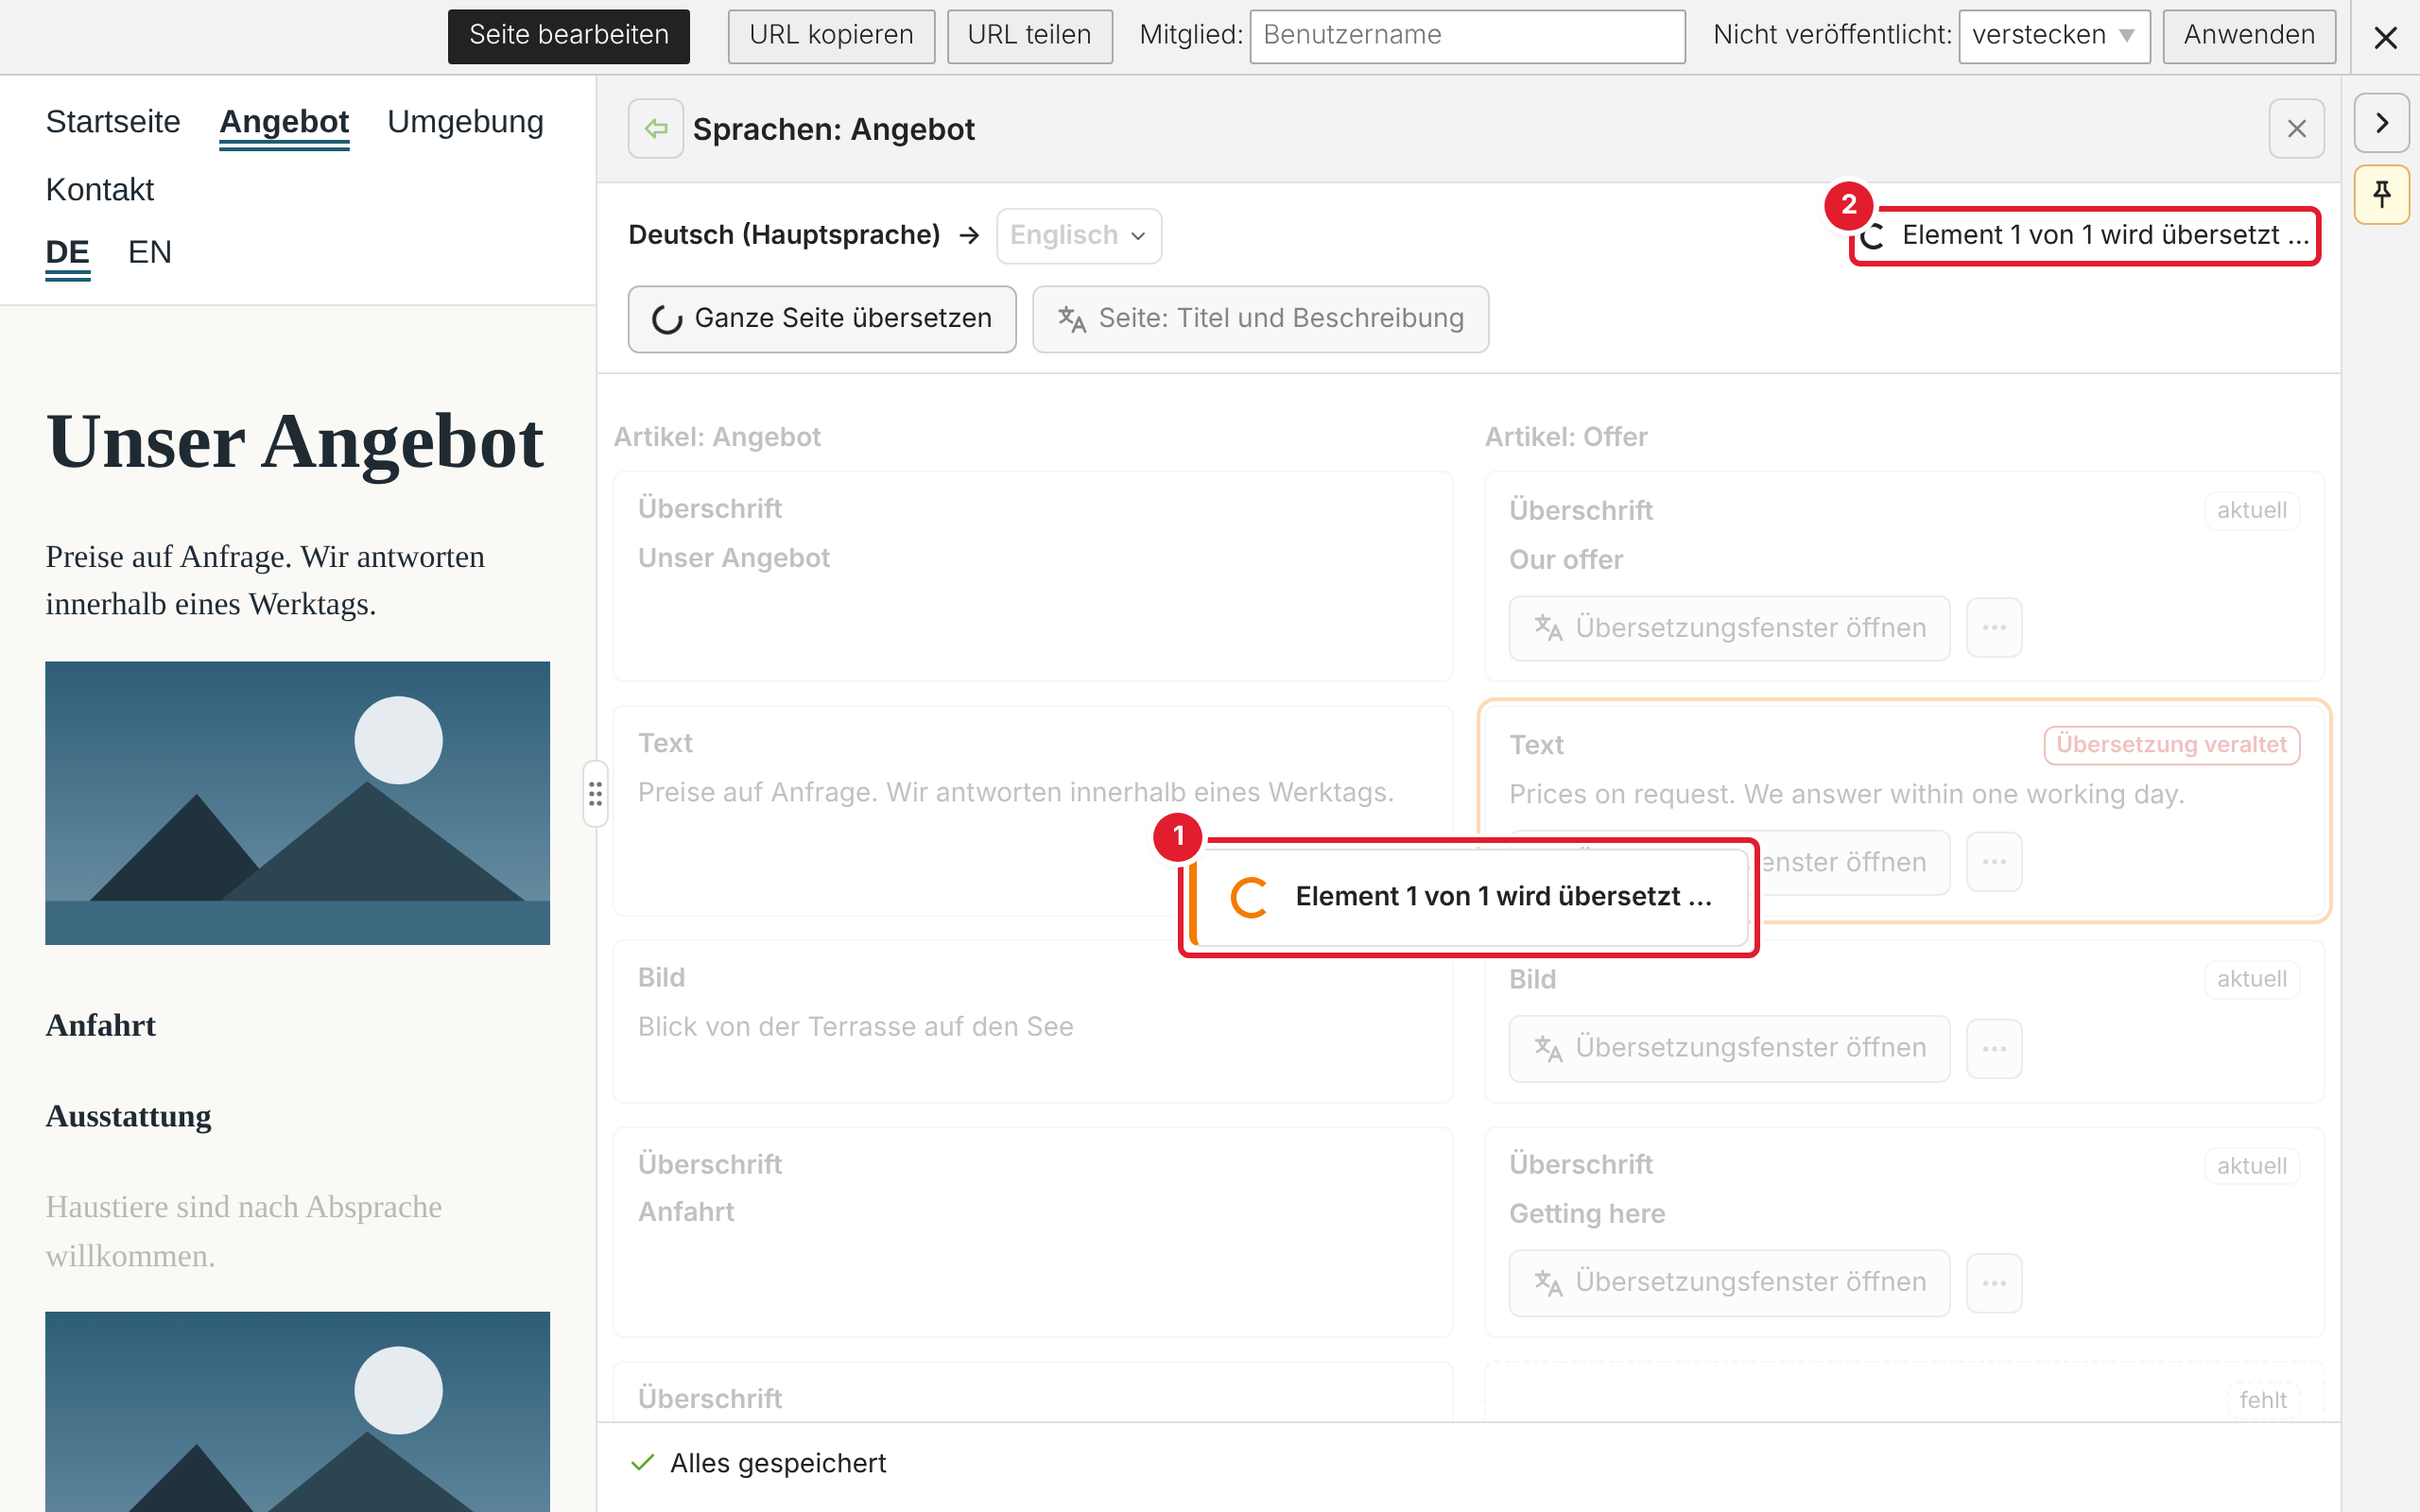 Seite bearbeiten
URL kopieren
URL teilen
Mitglied:
Benutzername
Nicht veröffentlicht:
verstecken
Anwenden
Startseite
Angebot
Umgebung
Kontakt
DE
EN
Unser Angebot
Preise auf Anfrage. Wir antworten
innerhalb eines Werktags.
Anfahrt
Ausstattung
Haustiere sind nach Absprache
willkommen.
Sprachen: Angebot
Deutsch (Hauptsprache)
Englisch
2
Element 1 von 1 wird übersetzt ...
Ganze Seite übersetzen
Seite: Titel und Beschreibung
Artikel: Angebot
Artikel: Offer
Überschrift
Unser Angebot
Überschrift
aktuell
Our offer
Übersetzungsfenster öffnen
Text
Preise auf Anfrage. Wir antworten innerhalb eines Werktags.
Text
Übersetzung veraltet
Prices on request. We answer within one working day.
fenster öffnen
1
Element 1 von 1 wird übersetzt ...
Bild
Blick von der Terrasse auf den See
Bild
aktuell
Übersetzungsfenster öffnen
Überschrift
Anfahrt
Überschrift
aktuell
Getting here
Übersetzungsfenster öffnen
Überschrift
fehlt
Alles gespeichert